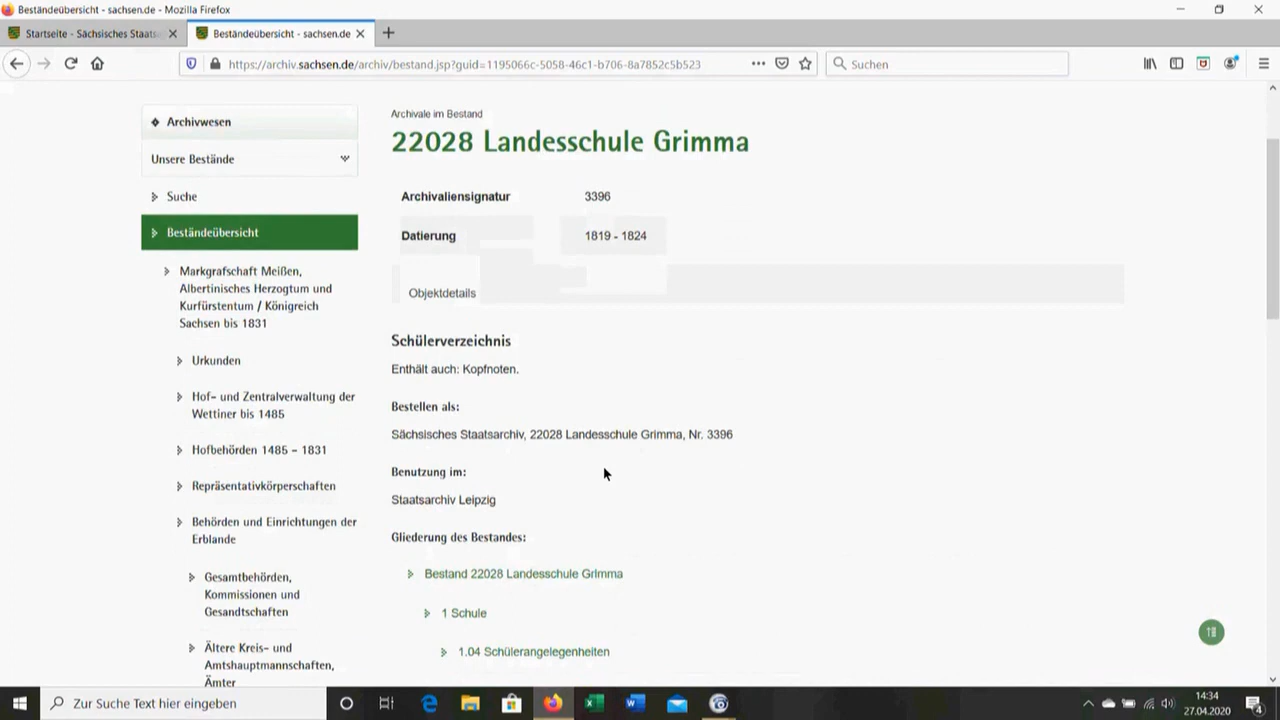 Beständeübersicht - sachsen.de - Mozilla Firefox
Startseite - Sächsisches Staats
Beständeübersicht - sachsen.de
https://archiv.sachsen.de/archiv/bestand.jsp?guid=1195066c-5058-46c1-b706-8a7852c5b523
Suchen
Archivwesen
Unsere Bestände
Suche
Beständeübersicht
Markgrafschaft Meißen,
Albertinisches Herzogtum und
Kurfürstentum / Königreich
Sachsen bis 1831
Urkunden
Hof- und Zentralverwaltung der
Wettiner bis 1485
Hofbehörden 1485 - 1831
Repräsentativkörperschaften
Behörden und Einrichtungen der
Erblande
Gesamtbehörden,
Kommissionen und
Gesandtschaften
Ältere Kreis- und
Amtshauptmannschaften,
Ämter
Archivale im Bestand
22028 Landesschule Grimma
Archivaliensignatur 3396
Datierung 1819 - 1824
Objektdetails
Schülerverzeichnis
Enthält auch: Kopfnoten.
Bestellen als:
Sächsisches Staatsarchiv, 22028 Landesschule Grimma, Nr. 3396
Benutzung im:
Staatsarchiv Leipzig
Gliederung des Bestandes:
Bestand 22028 Landesschule Grimma
1 Schule
1.04 Schülerangelegenheiten
18
Zur Suche Text hier eingeben
14:34
27.04.2020
4